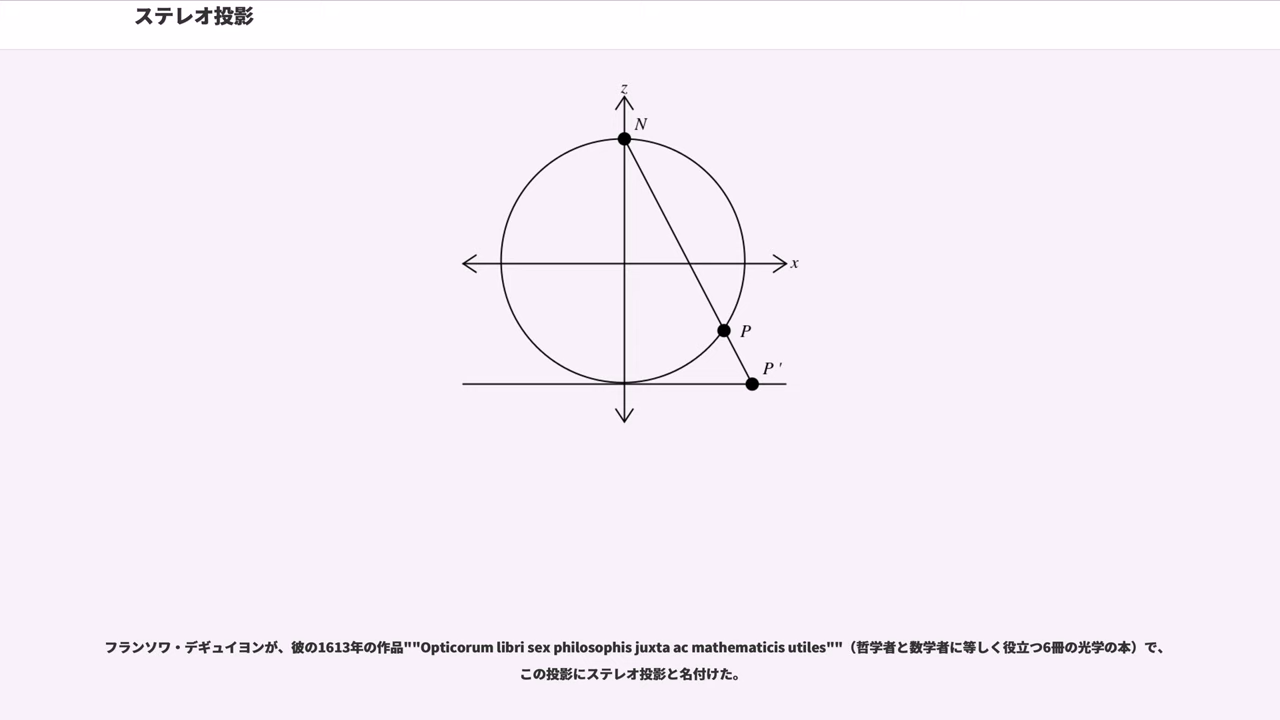 ステレオ投影
z
N
x
P
P '
フランソワ・デギュイヨンが、彼の1613年の作品""Opticorum libri sex philosophis juxta ac mathematicis utiles""（哲学者と数学者に等しく役立つ6冊の光学の本）で、
この投影にステレオ投影と名付けた。